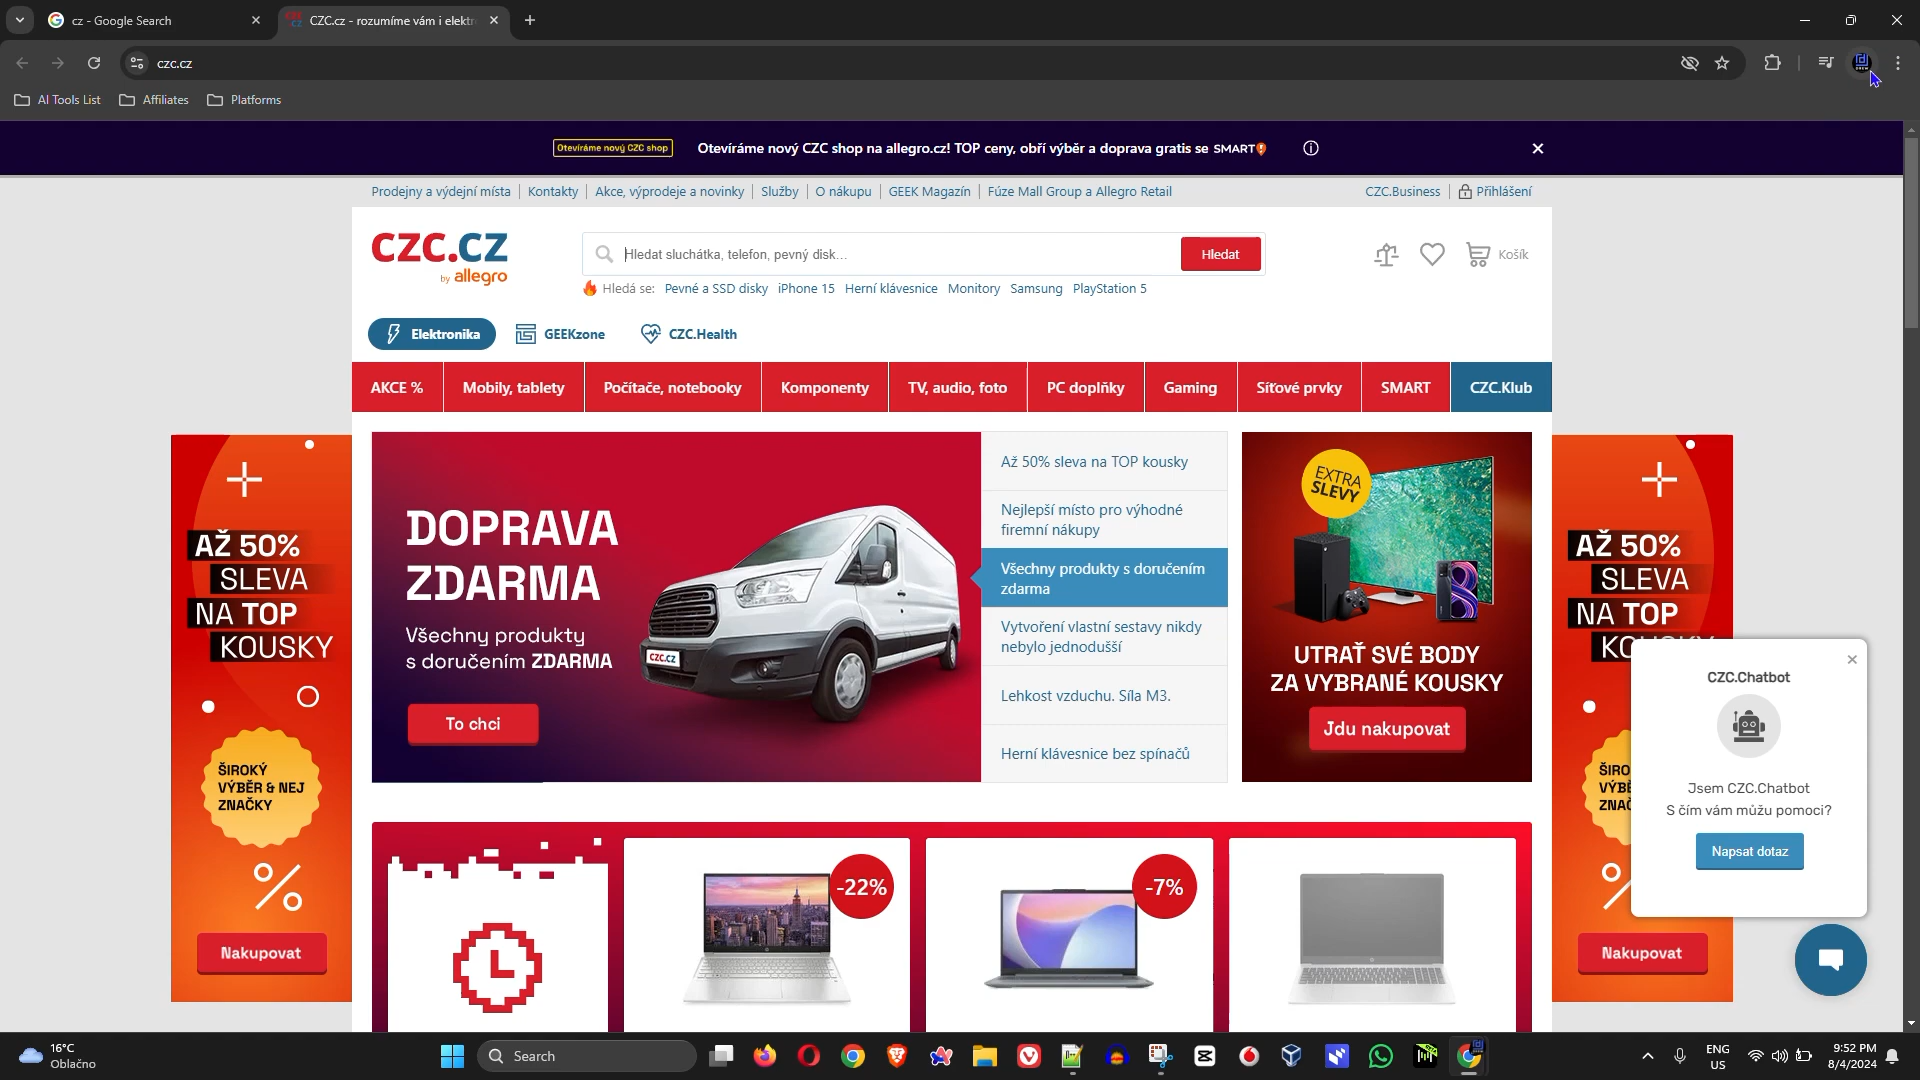 cz - Google Search
CZC.cz - rozumíme vám i elektr
czc.cz
AI Tools List
Affiliates
Platforms
Otevíráme nový CZC shop
Otevíráme nový CZC shop na allegro.cz! TOP ceny, obří výběr a doprava gratis se SMART!
Prodejny a výdejní místa
Kontakty
Akce, výprodeje a novinky
Služby
O nákupu
GEEK Magazín
Fúze Mall Group a Allegro Retail
CZC.Business
Přihlášení
CZC.CZ
by allegro
Hledat sluchátka, telefon, pevný disk...
Hledat
Košík
Hledá se: Pevné a SSD disky iPhone 15 Herní klávesnice Monitory Samsung PlayStation 5
Elektronika
GEEKzone
CZC.Health
AKCE %
Mobily, tablety
Počítače, notebooky
Komponenty
TV, audio, foto
PC doplňky
Gaming
Síťové prvky
SMART
CZC.Klub
AŽ 50%
SLEVA
NA TOP
KOUSKY
ŠIROKÝ
VÝBĚR & NEJ
ZNAČKY
%
Nakupovat
DOPRAVA
ZDARMA
Všechny produkty
s doručením ZDARMA
To chci
CZC.CZ
Až 50% sleva na TOP kousky
Nejlepší místo pro výhodné
firemní nákupy
Všechny produkty s doručením
zdarma
Vytvoření vlastní sestavy nikdy
nebylo jednodušší
Lehkost vzduchu. Síla M3.
Herní klávesnice bez spínačů
EXTRA
SLEVY
UTRAŤ SVÉ BODY
ZA VYBRANÉ KOUSKY
Jdu nakupovat
AŽ 50%
SLEVA
NA TOP
KOUSKY
ŠIRO
VÝBĚ
ZNAČ
Nakupovat
CZC.Chatbot
Jsem CZC.Chatbot
S čím vám můžu pomoci?
Napsat dotaz
-22%
-7%
16°C
Oblačno
Search
ENG
US
9:52 PM
8/4/2024